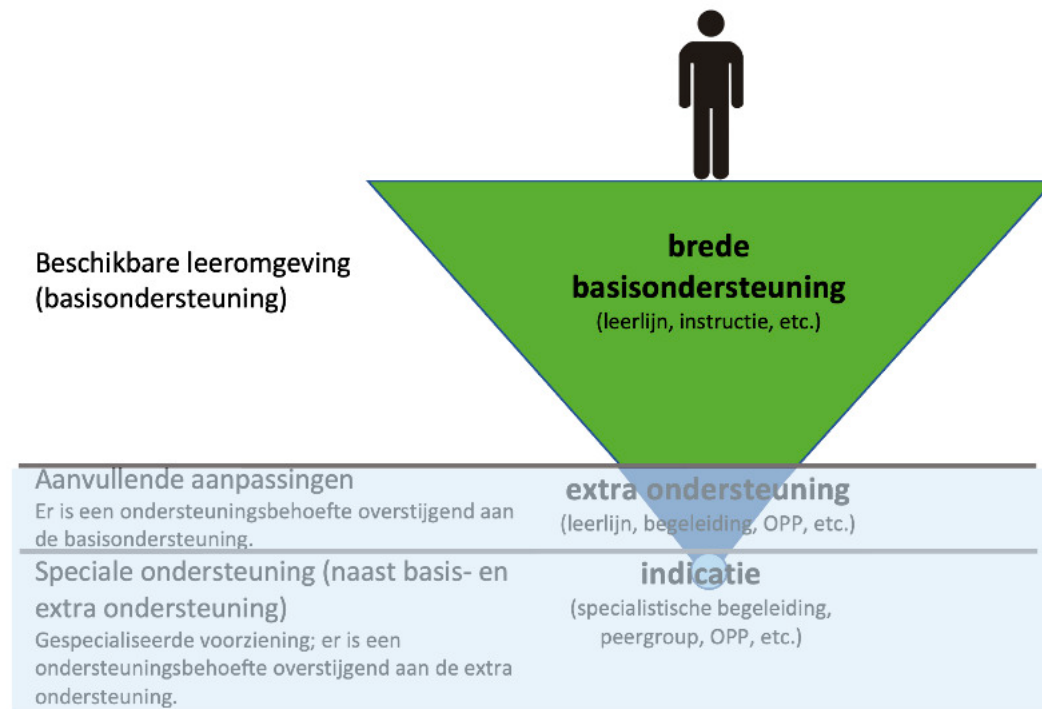 Beschikbare leeromgeving
(basisondersteuning)
brede
basisondersteuning
(leerlijn, instructie, etc.)
Aanvullende aanpassingen
Er is een ondersteuningsbehoefte overstijgend aan
de basisondersteuning.
extra ondersteuning
(leerlijn, begeleiding, OPP, etc.)
Speciale ondersteuning (naast basis- en
extra ondersteuning)
Gespecialiseerde voorziening; er is een
ondersteuningsbehoefte overstijgend aan de extra
ondersteuning.
indicatie
(specialistische begeleiding,
peergroup, OPP, etc.)